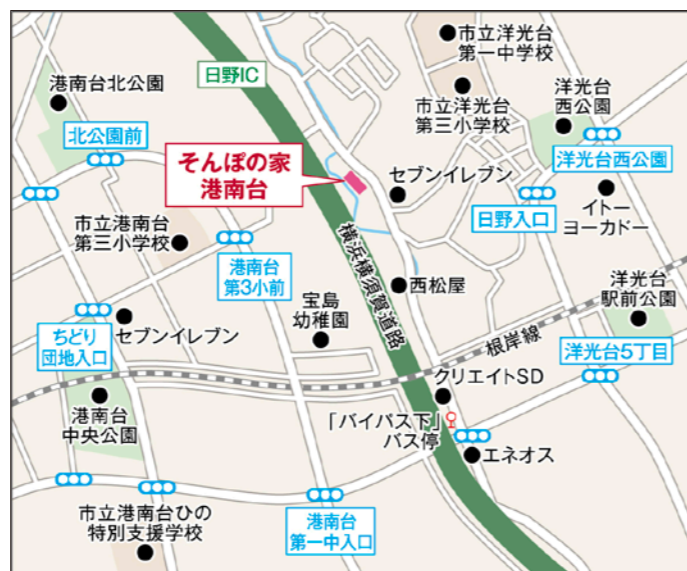 市立洋光台
第一中学校
日野IC
港南台北公園
市立洋光台
第三小学校
洋光台
西公園
北公園前
そんぽの家
港南台
セブンイレブン
洋光台西公園
日野入口
イトー
ヨーカドー
市立港南台
第三小学校
港南台
第3小前
横浜横須賀道路
西松屋
洋光台
駅前公園
宝島
幼稚園
セブンイレブン
ちどり
団地入口
根岸線
洋光台5丁目
クリエイトSD
港南台
中央公園
「バイパス下」
バス停
エネオス
市立港南台ひの
特別支援学校
港南台
第一中入口